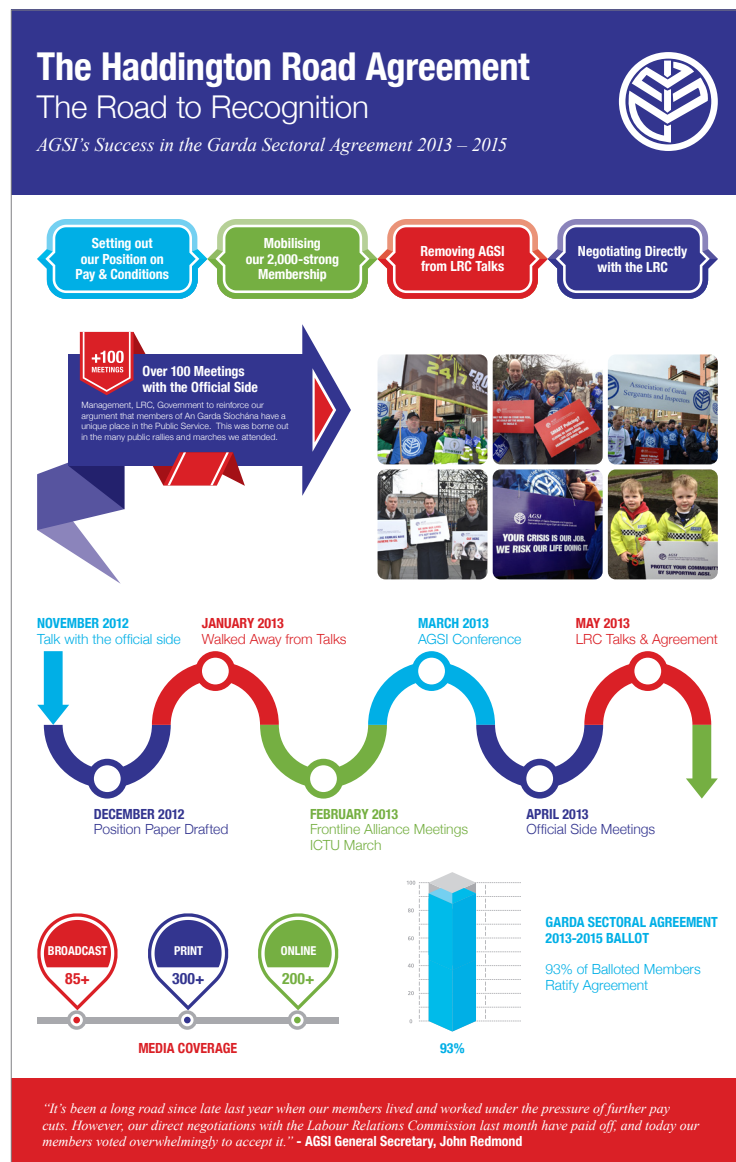 The Haddington Road Agreement
The Road to Recognition
AGSI's Success in the Garda Sectoral Agreement 2013 – 2015
Setting out
our Position on
Pay & Conditions
Mobilising
our 2,000-strong
Membership
Removing AGSI
from LRC Talks
Negotiating Directly
with the LRC
+100
MEETINGS
Over 100 Meetings
with the Official Side
Management, LRC, Government to reinforce our
argument that members of An Garda Síochána have a
unique place in the Public Service. This was borne out
in the many public rallies and marches we attended.
24/7
Association of Garda
Sergeants and Inspectors
AGSI
YOUR CRISIS IS OUR JOB.
WE RISK OUR LIFE DOING IT.
AGSI
PROTECT YOUR COMMUNITY
BY SUPPORTING AGSI.
NOVEMBER 2012
Talk with the official side
JANUARY 2013
Walked Away from Talks
MARCH 2013
AGSI Conference
MAY 2013
LRC Talks & Agreement
DECEMBER 2012
Position Paper Drafted
FEBRUARY 2013
Frontline Alliance Meetings
ICTU March
APRIL 2013
Official Side Meetings
BROADCAST
85+
PRINT
300+
ONLINE
200+
MEDIA COVERAGE
100
80
60
40
20
0
93%
GARDA SECTORAL AGREEMENT
2013-2015 BALLOT
93% of Balloted Members
Ratify Agreement
"It's been a long road since late last year when our members lived and worked under the pressure of further pay
cuts. However, our direct negotiations with the Labour Relations Commission last month have paid off, and today our
members voted overwhelmingly to accept it." - AGSI General Secretary, John Redmond